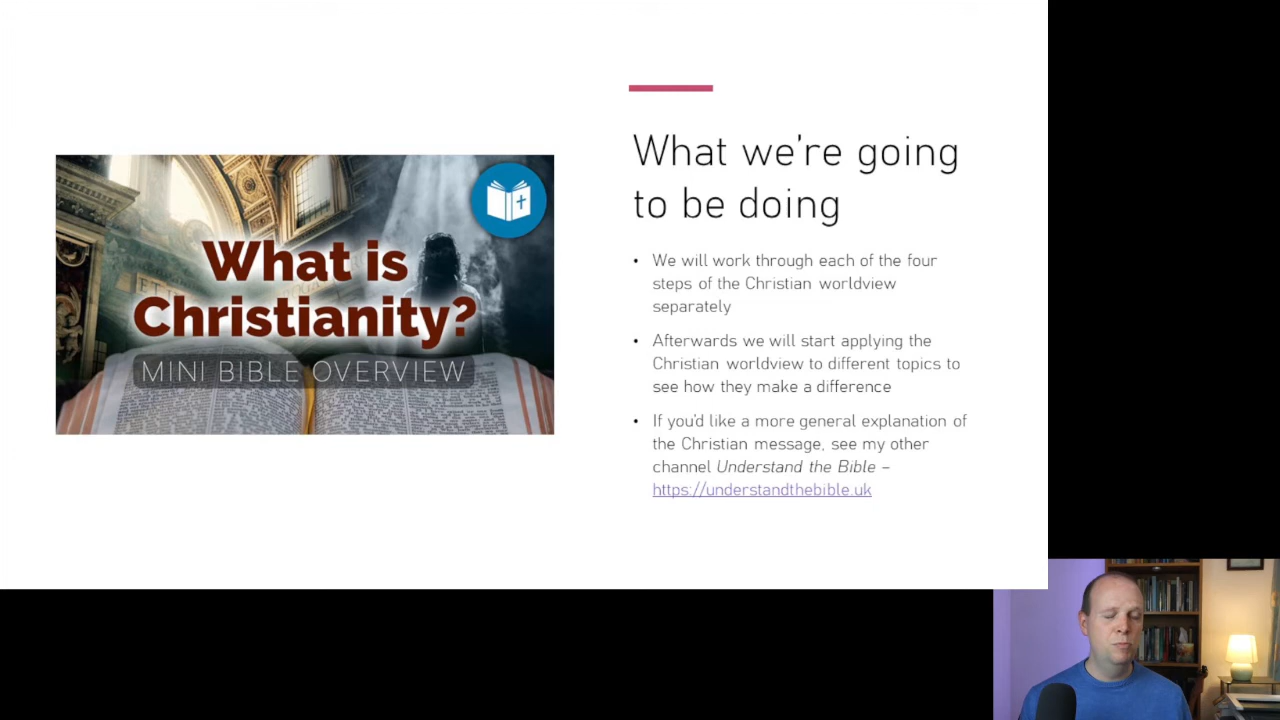 What is
Christianity?
MINI BIBLE OVERVIEW
What we're going
to be doing
• We will work through each of the four
steps of the Christian worldview
separately
• Afterwards we will start applying the
Christian worldview to different topics to
see how they make a difference
• If you'd like a more general explanation of
the Christian message, see my other
channel Understand the Bible –
https://understandthebible.uk